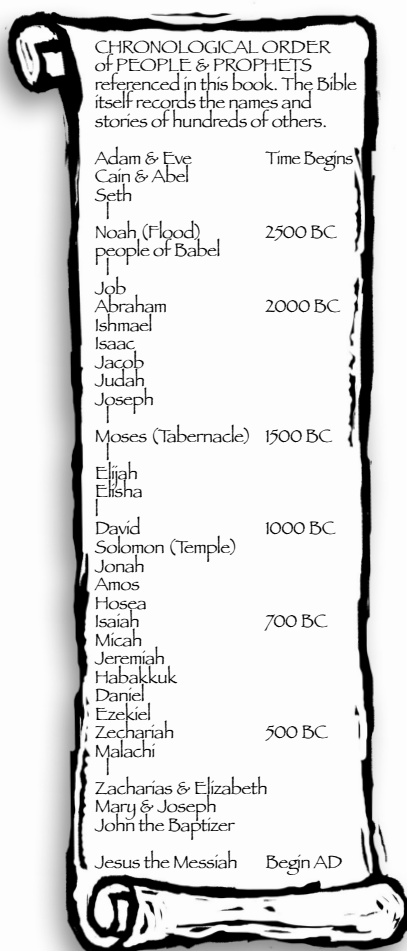 CHRONOLOGICAL ORDER
of PEOPLE & PROPHETS
referenced in this book. The Bible
itself records the names and
stories of hundreds of others.
Adam & Eve Time Begins
Cain & Abel
Seth
|
Noah (Flood) 2500 BC
people of Babel
|
Job
Abraham 2000 BC
Ishmael
Isaac
Jacob
Judah
Joseph
|
Moses (Tabernacle) 1500 BC
|
Elijah
Elisha
|
David 1000 BC
Solomon (Temple)
Jonah
Amos
Hosea
Isaiah 700 BC
Micah
Jeremiah
Habakkuk
Daniel
Ezekiel
Zechariah 500 BC
Malachi
|
Zacharias & Elizabeth
Mary & Joseph
John the Baptizer
Jesus the Messiah Begin AD